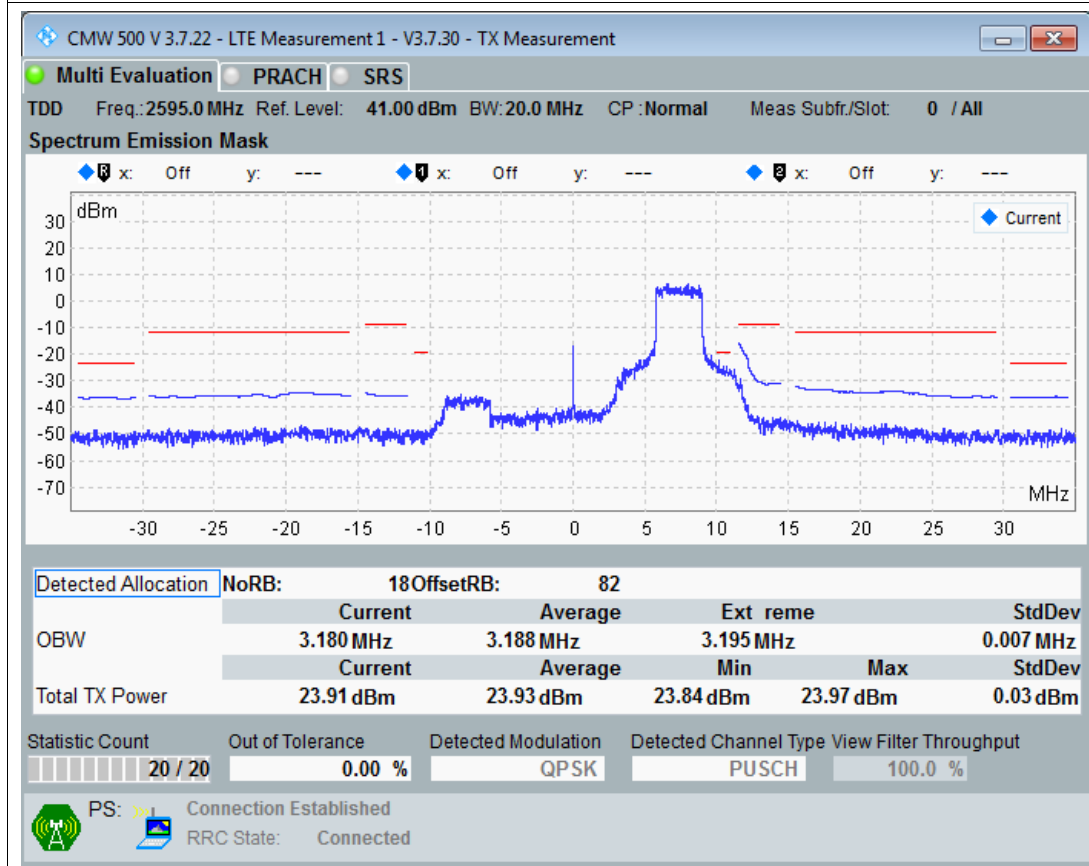 CMW 500 V 3.7.22 - LTE Measurement 1 - V3.7.30 - TX Measurement
Multi Evaluation PRACH SRS
TDD Freq.: 2595.0 MHz Ref. Level: 41.00 dBm BW: 20.0 MHz CP : Normal Meas Subfr./Slot: 0 / All
Spectrum Emission Mask
R x: Off y: --- 1 x: Off y: --- 2 x: Off y: ---
dBm
Current
30
20
10
0
-10
-20
-30
-40
-50
-60
-70
MHz
-30 -25 -20 -15 -10 -5 0 5 10 15 20 25 30
Detected Allocation NoRB: 18 OffsetRB: 82
Current Average Ext reme StdDev
OBW 3.180 MHz 3.188 MHz 3.195 MHz 0.007 MHz
Current Average Min Max StdDev
Total TX Power 23.91 dBm 23.93 dBm 23.84 dBm 23.97 dBm 0.03 dBm
Statistic Count Out of Tolerance Detected Modulation Detected Channel Type View Filter Throughput
20 / 20 0.00 % QPSK PUSCH 100.0 %
PS: Connection Established
RRC State: Connected